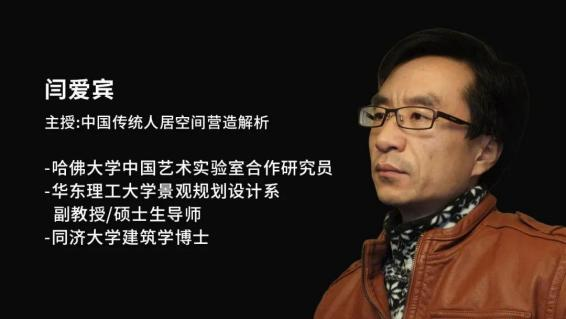 闫爱宾
主授:中国传统人居空间营造解析
-哈佛大学中国艺术实验室合作研究员
-华东理工大学景观规划设计系
副教授/硕士生导师
-同济大学建筑学博士